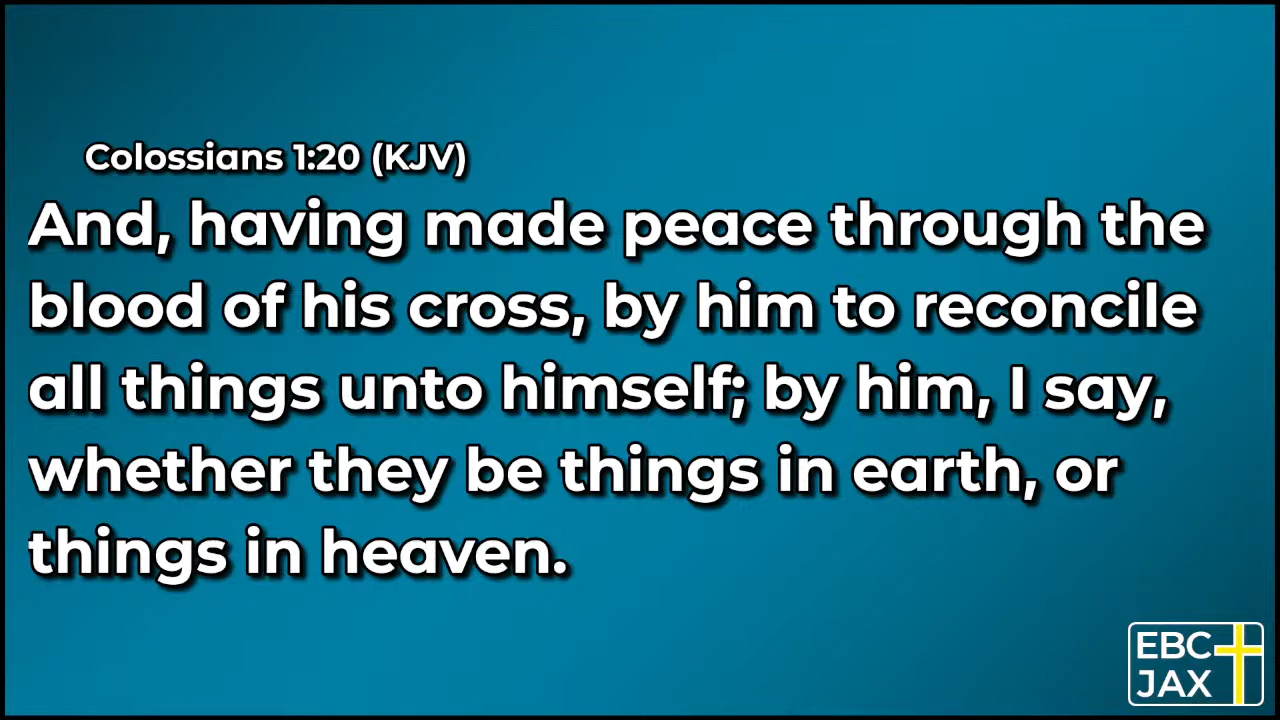 Colossians 1:20 (KJV)
And, having made peace through the
blood of his cross, by him to reconcile
all things unto himself; by him, I say,
whether they be things in earth, or
things in heaven.
EBC
JAX